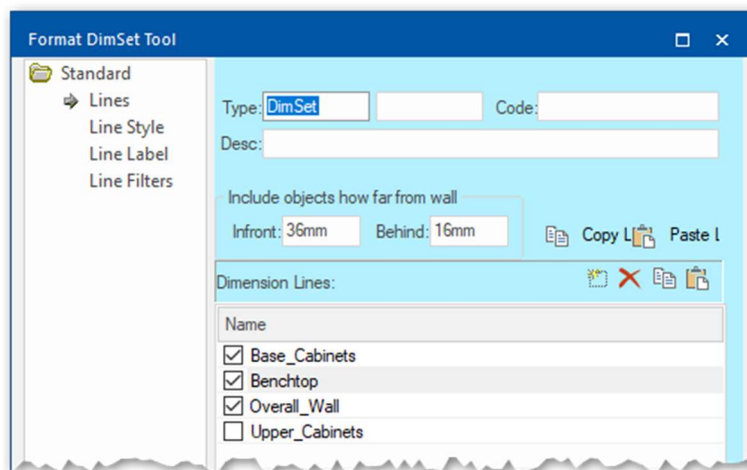 Format DimSet Tool
Standard
Lines
Line Style
Line Label
Line Filters
Type: DimSet Code:
Desc:
Include objects how far from wall
Infront: 36mm Behind: 16mm
Copy L Paste L
Dimension Lines:
Name
Base_Cabinets
Benchtop
Overall_Wall
Upper_Cabinets